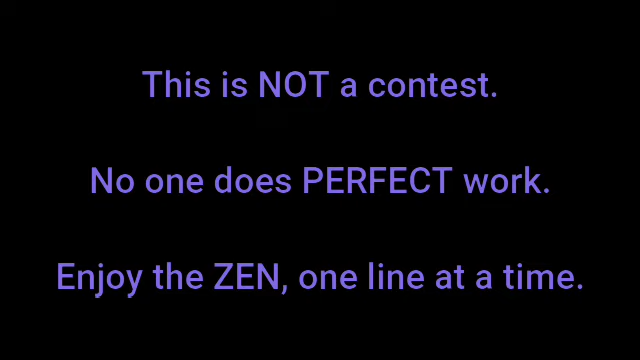 This is NOT a contest.
No one does PERFECT work.
Enjoy the ZEN, one line at a time.